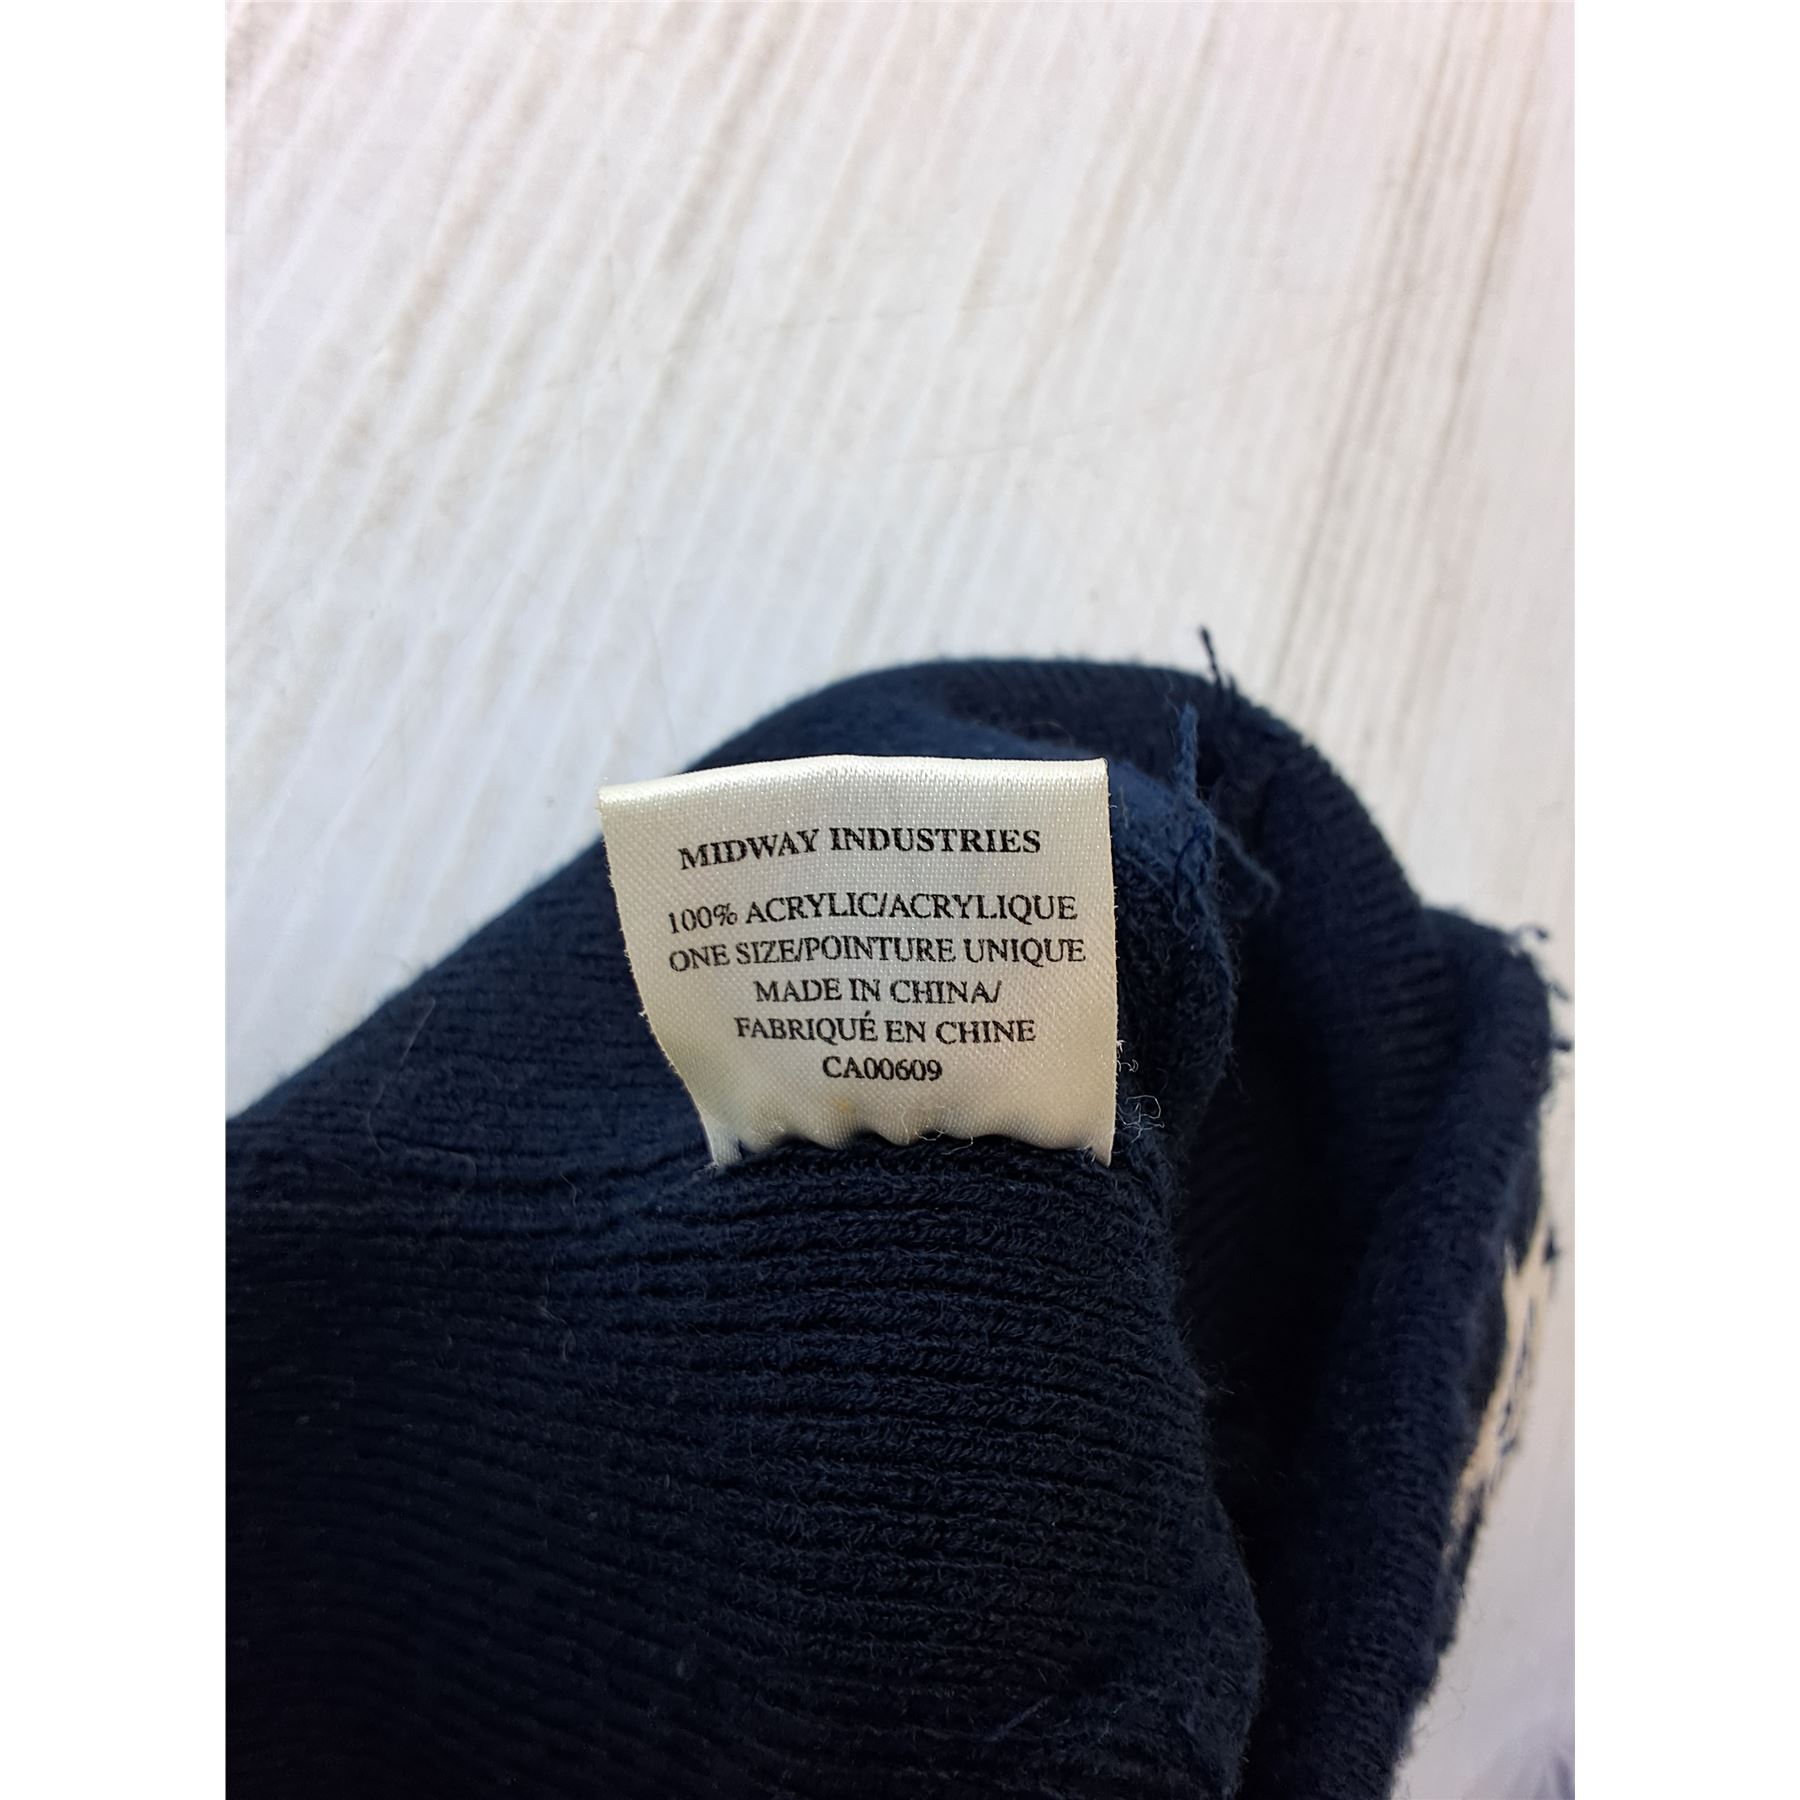 MIDWAY INDUSTRIES
100% ACRYLIC/ACRYLIQUE
ONE SIZE/POINTURE UNIQUE
MADE IN CHINA/
FABRIQUÉ EN CHINE
CA00609